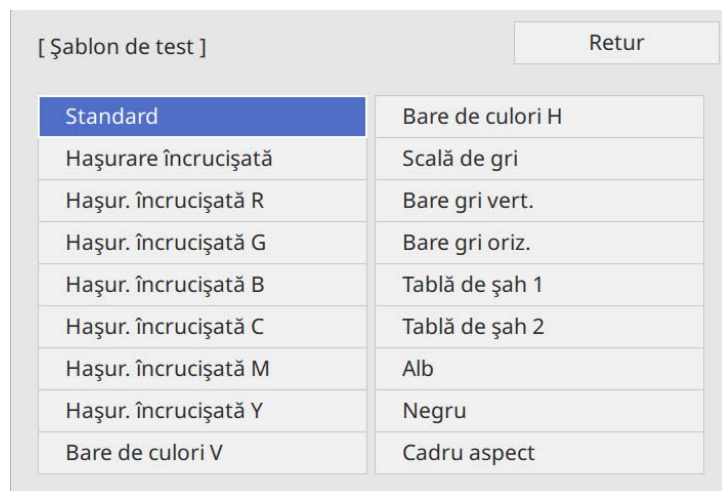 [ Şablon de test ]
Retur
Standard
Haşurare încrucişată
Haşur. încrucişată R
Haşur. încrucişată G
Haşur. încrucişată B
Haşur. încrucişată C
Haşur. încrucişată M
Haşur. încrucişată Y
Bare de culori V
Bare de culori H
Scală de gri
Bare gri vert.
Bare gri oriz.
Tablă de şah 1
Tablă de şah 2
Alb
Negru
Cadru aspect